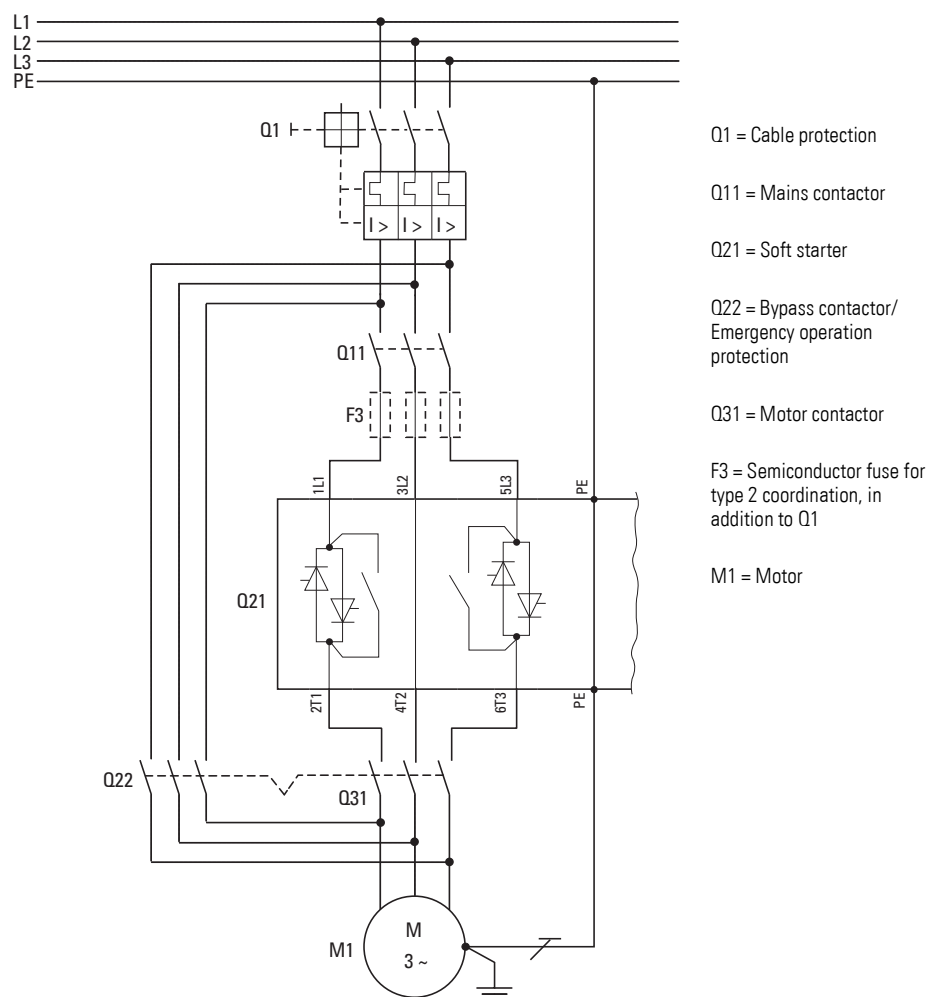 L1
L2
L3
PE
Q1
I > I > I >
Q11
F3
1L1 3L2 5L3 PE
Q21
2T1 4T2 6T3 PE
Q22
Q31
M1
M
3 ~
Q1 = Cable protection
Q11 = Mains contactor
Q21 = Soft starter
Q22 = Bypass contactor/
Emergency operation
protection
Q31 = Motor contactor
F3 = Semiconductor fuse for
type 2 coordination, in
addition to Q1
M1 = Motor